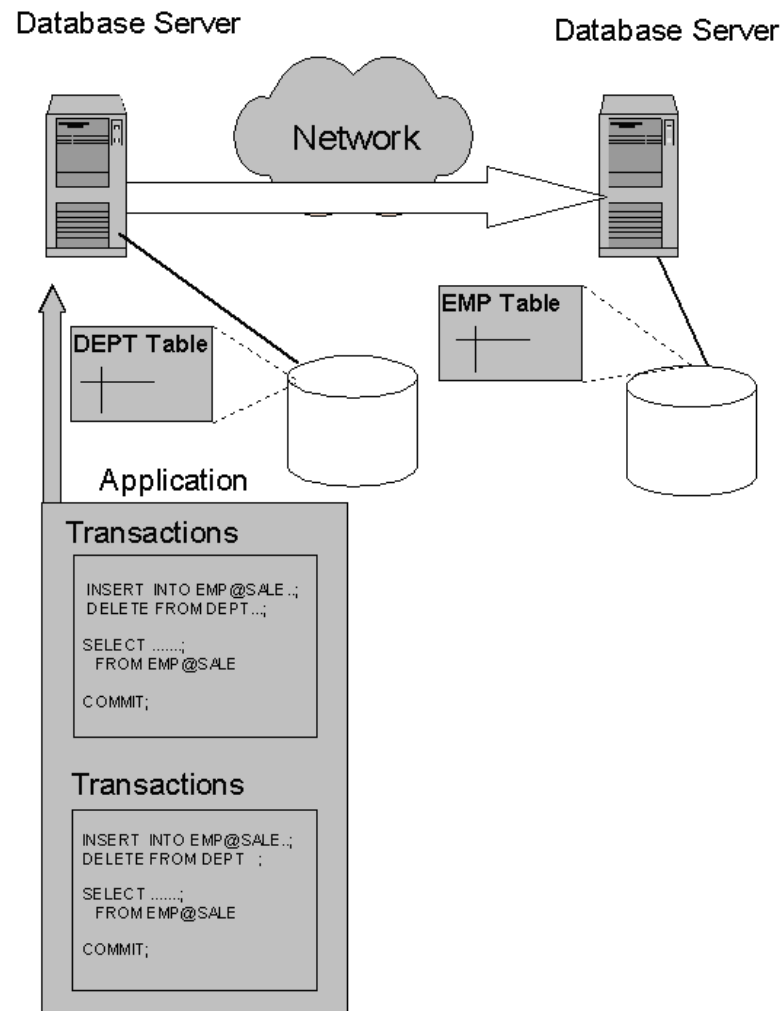 Database Server
Database Server
Network
EMP Table
DEPT Table
Application
Transactions
INSERT INTO EMP@SALE..;
DELETE FROM DEPT...;
SELECT .......;
FROM EMP@SALE
COMMIT;
Transactions
INSERT INTO EMP@SALE..;
DELETE FROM DEPT ;
SELECT .......;
FROM EMP@SALE
COMMIT;